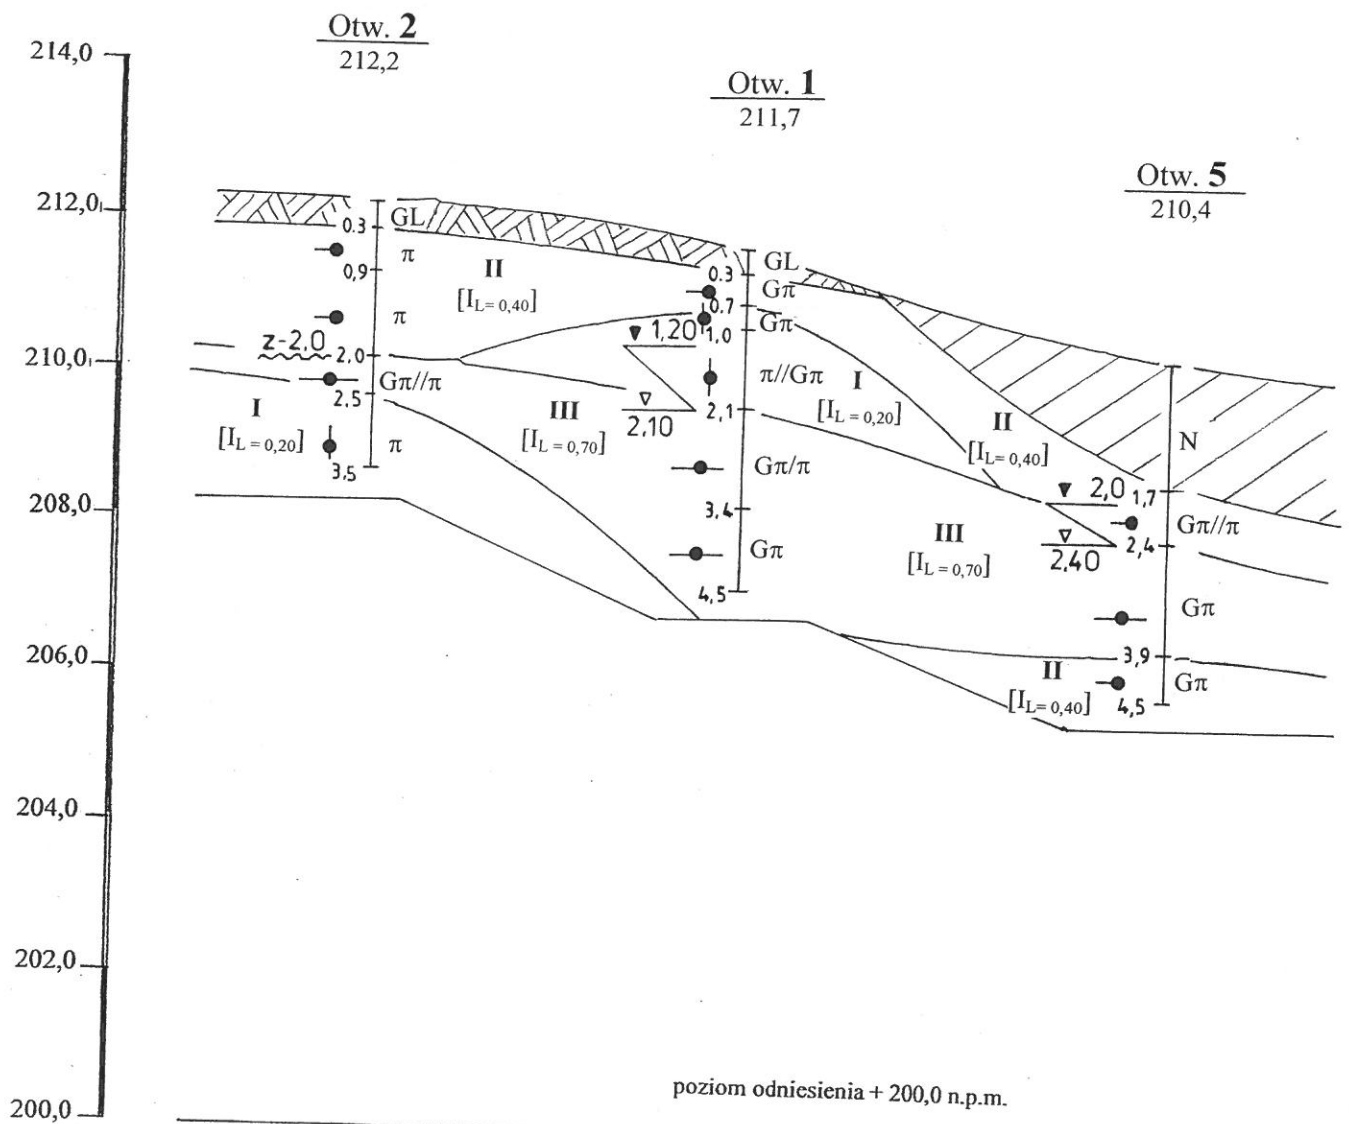 Otw. 2
212,2
Otw. 1
211,7
Otw. 5
210,4
214,0
212,0
210,0
208,0
206,0
204,0
202,0
200,0
0.3
GL
π
0,9
π
z-2,0
2,0
Gπ//π
2,5
π
3,5
I
[IL = 0,20]
II
[IL= 0,40]
III
[IL = 0,70]
0.3
GL
Gπ
0.7
Gπ
1,20
1,0
π//Gπ
2,10
2,1
Gπ/π
3,4
Gπ
4,5
I
[IL = 0,20]
II
[IL= 0,40]
III
[IL = 0,70]
N
2,0
1,7
Gπ//π
2,40
2,4
Gπ
3,9
II
[IL= 0,40]
Gπ
4,5
poziom odniesienia + 200,0 n.p.m.